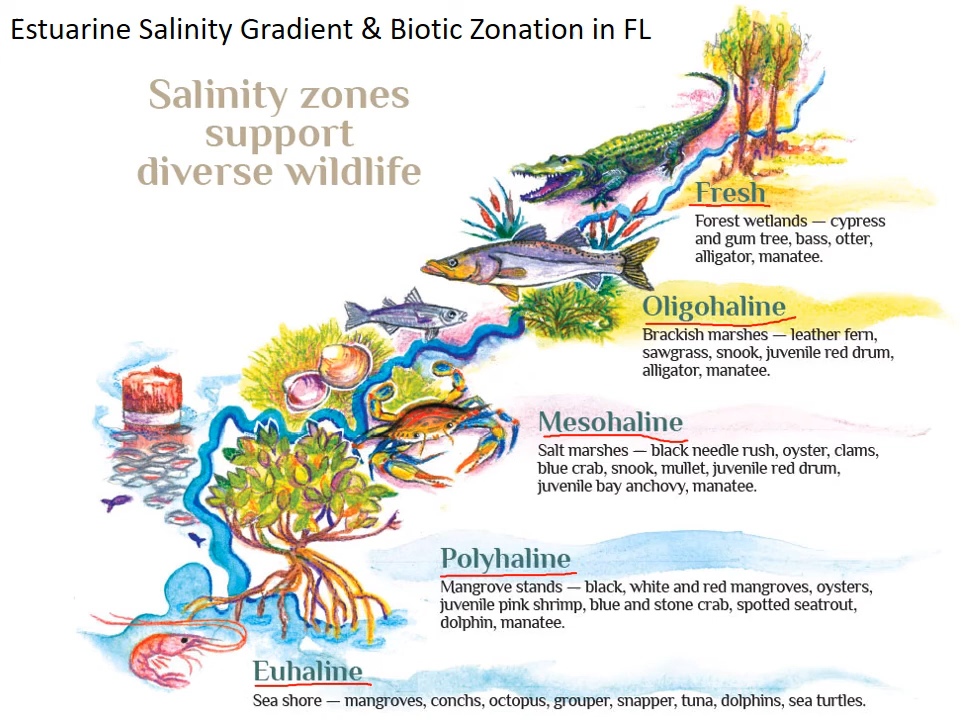 Estuarine Salinity Gradient & Biotic Zonation in FL
Salinity zones
support
diverse wildlife
Fresh
Forest wetlands — cypress
and gum tree, bass, otter,
alligator, manatee.
Oligohaline
Brackish marshes — leather fern,
sawgrass, snook, juvenile red drum,
alligator, manatee.
Mesohaline
Salt marshes — black needle rush, oyster, clams,
blue crab, snook, mullet, juvenile red drum,
juvenile bay anchovy, manatee.
Polyhaline
Mangrove stands — black, white and red mangroves, oysters,
juvenile pink shrimp, blue and stone crab, spotted seatrout,
dolphin, manatee.
Euhaline
Sea shore — mangroves, conchs, octopus, grouper, snapper, tuna, dolphins, sea turtles.